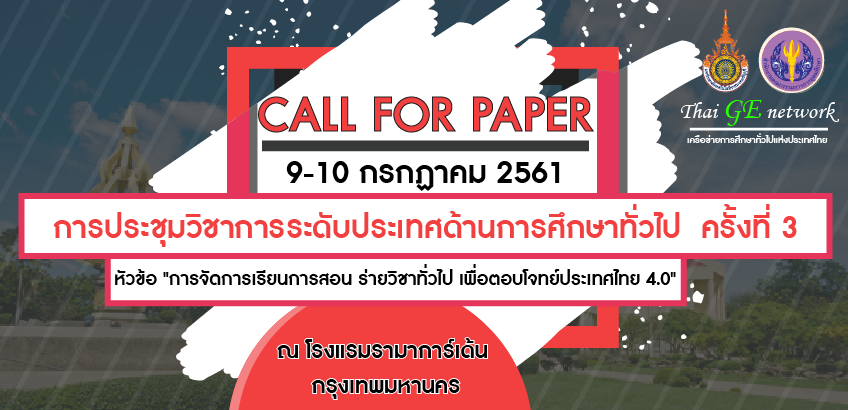 CALL FOR PAPER
9-10 กรกฎาคม 2561
Thai GE network
เครือข่ายการศึกษาทั่วไปแห่งประเทศไทย
การประชุมวิชาการระดับประเทศด้านการศึกษาทั่วไป ครั้งที่ 3
หัวข้อ "การจัดการเรียนการสอน ร่ายวิชาทั่วไป เพื่อตอบโจทย์ประเทศไทย 4.0"
ณ โรงแรมรามาการ์เด้น
กรุงเทพมหานคร